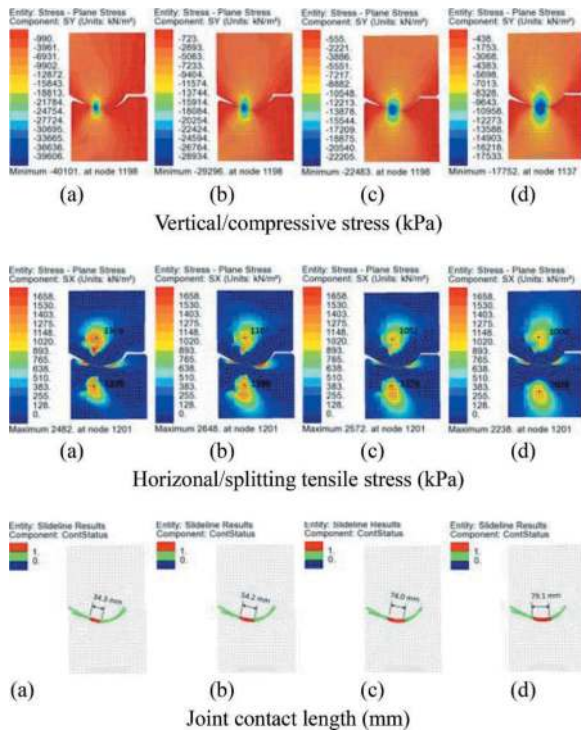 Entity: Stress - Plane Stress
Component: SY (Units: kN/m²)
-990.
-3961.
-6931.
-9902.
-12872.
-15843.
-18813.
-21784.
-24754.
-27724.
-30695.
-33665.
-36636.
-39606.
Minimum -40101. at node 1198
(a)
Entity: Stress - Plane Stress
Component: SY (Units: kN/m²)
-723.
-2893.
-5063.
-7233.
-9404.
-11574.
-13744.
-15914.
-18084.
-20254.
-22424.
-24594.
-26764.
-28934.
Minimum -29296. at node 1198
(b)
Entity: Stress - Plane Stress
Component: SY (Units: kN/m²)
-555.
-2221.
-3886.
-5551.
-7217.
-8882.
-10548.
-12213.
-13878.
-15544.
-17209.
-18875.
-20540.
-22205.
Minimum -22483. at node 1198
(c)
Entity: Stress - Plane Stress
Component: SY (Units: kN/m²)
-438.
-1753.
-3068.
-4383.
-5698.
-7013.
-8328.
-9643.
-10958.
-12273.
-13588.
-14903.
-16218.
-17533.
Minimum -17752. at node 1137
(d)
Vertical/compressive stress (kPa)
Entity: Stress - Plane Stress
Component: SX (Units: kN/m²)
1658.
1530.
1403.
1275.
1148.
1020.
893.
765.
638.
510.
383.
255.
128.
0.
Maximum 2482. at node 1201
(a)
Entity: Stress - Plane Stress
Component: SX (Units: kN/m²)
1658.
1530.
1403.
1275.
1148.
1020.
893.
765.
638.
510.
383.
255.
128.
0.
Maximum 2648. at node 1201
(b)
Entity: Stress - Plane Stress
Component: SX (Units: kN/m²)
1658.
1530.
1403.
1275.
1148.
1020.
893.
765.
638.
510.
383.
255.
128.
0.
Maximum 2572. at node 1201
(c)
Entity: Stress - Plane Stress
Component: SX (Units: kN/m²)
1658.
1530.
1403.
1275.
1148.
1020.
893.
765.
638.
510.
383.
255.
128.
0.
Maximum 2238. at node 1201
(d)
Horizonal/splitting tensile stress (kPa)
Entity: Slideline Results
Component: ContStatus
1.
0.
34.3 mm
(a)
Entity: Slideline Results
Component: ContStatus
1.
0.
54.2 mm
(b)
Entity: Slideline Results
Component: ContStatus
1.
0.
74.0 mm
(c)
Entity: Slideline Results
Component: ContStatus
1.
0.
79.1 mm
(d)
Joint contact length (mm)